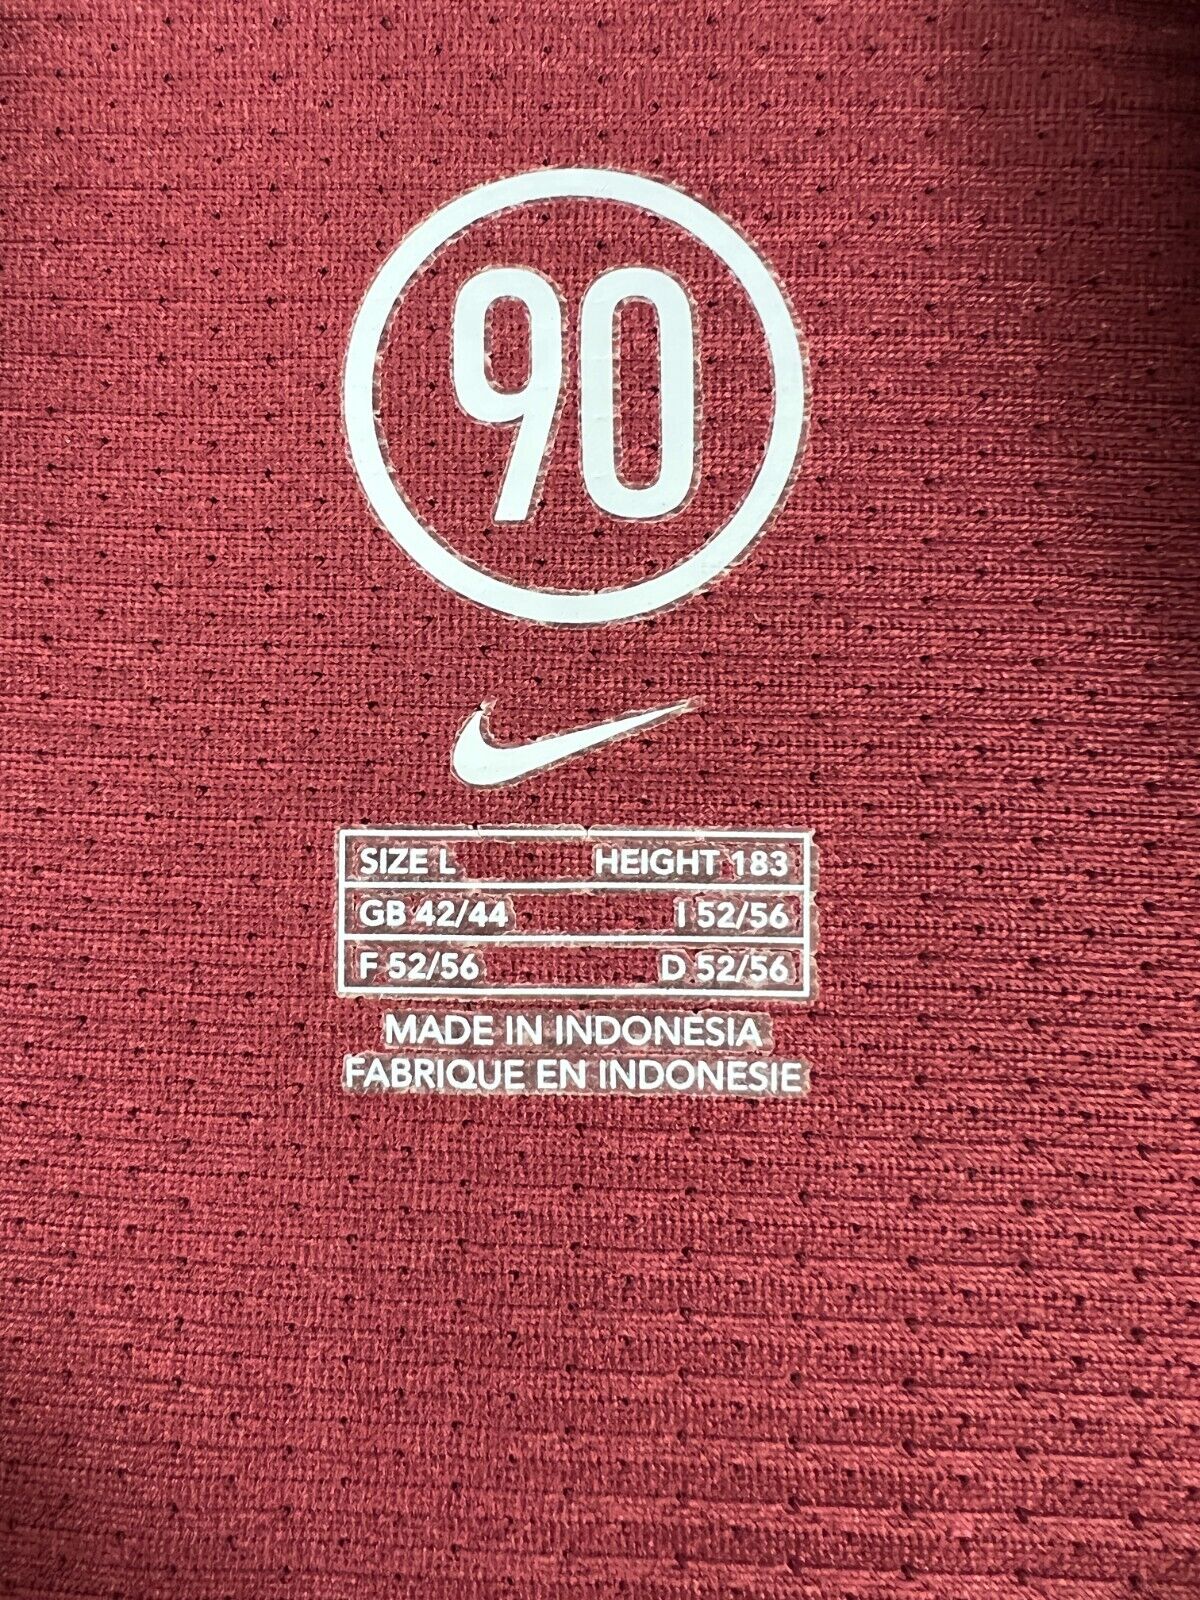 90
SIZE L HEIGHT 183
GB 42/44 I 52/56
F 52/56 D 52/56
MADE IN INDONESIA
FABRIQUE EN INDONESIE